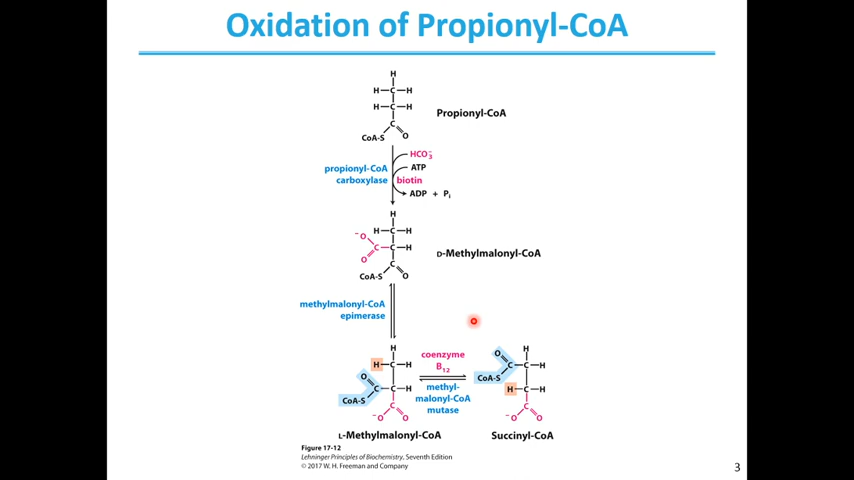 Oxidation of Propionyl-CoA
H
H—C—H
H—C—H
C
CoA-S O
Propionyl-CoA
HCO₃⁻
propionyl-CoA
carboxylase
ATP
biotin
ADP + Pi
H
⁻O H—C—H
C—C—H
O C
CoA-S O
D-Methylmalonyl-CoA
methylmalonyl-CoA
epimerase
H
H—C—H
O
C—C—H
CoA-S
C
⁻O O
L-Methylmalonyl-CoA
coenzyme
B12
methyl-
malonyl-CoA
mutase
O H
C—C—H
CoA-S
H—C—H
C
⁻O O
Succinyl-CoA
Figure 17-12
Lehninger Principles of Biochemistry, Seventh Edition
© 2017 W. H. Freeman and Company
3